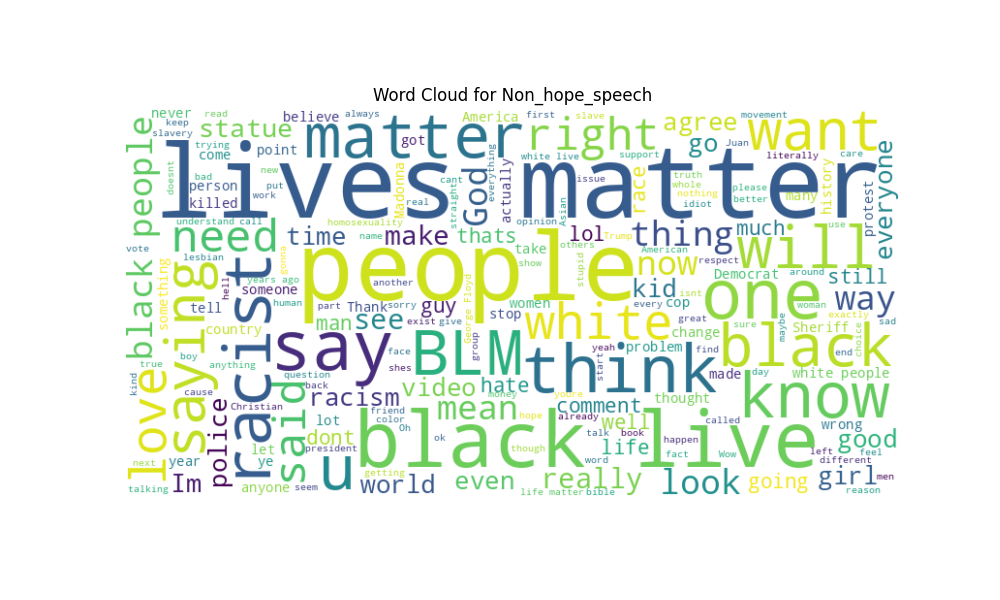 Word Cloud for Non_hope_speech
never read believe always America first slave movement
keep statue matter right agree want
slavery trying come point got go Juan
doesnt bad new white live support literally care
lives matter
person put God everything actually issue race truth whole nothing idiot please better many history protest everyone
killed work cant straight real Madonna
black people
understand call homosexuality opinion Asian use
need time name make thats lol Trump thing much will
vote lesbian gonna people take others American
something hell years ago another show stupid now isnt respect Democrat around still
racist someone human women kid one way
tell part Thank sorry guy George Floyd cop great exactly
saying country man see exist give stop white change sure maybe Sheriff sad
boy say BLM group yeah problem find black choice end
true anything face shes think start made day white people
love kind cause question back video hate thought know
Christian racism money youre comment
police said color friend mean hope already called wrong
lot Oh black live well talk book happen left good
let dont president ok though life fact Wow different feel
next year ye u getting word
talking Im anyone seem world even really look going girl men
life matter bible reason